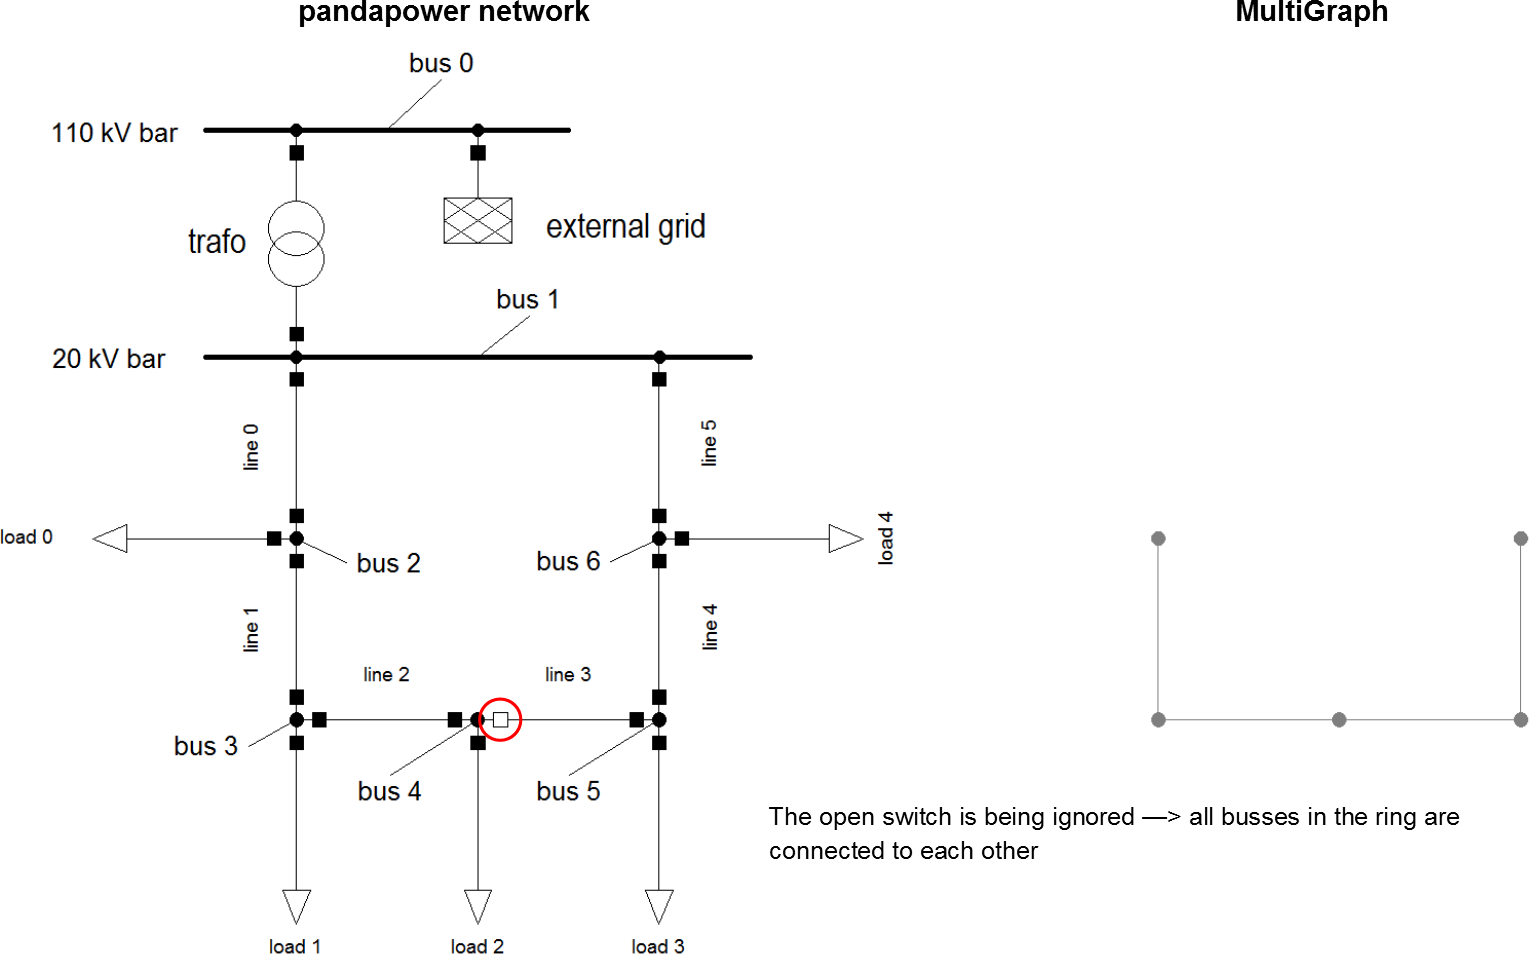 pandapower network
MultiGraph
bus 0
110 kV bar
trafo
external grid
bus 1
20 kV bar
line 0
line 5
load 0
load 4
bus 2
bus 6
line 1
line 4
line 2
line 3
bus 3
bus 4
bus 5
The open switch is being ignored —> all busses in the ring are
connected to each other
load 1
load 2
load 3